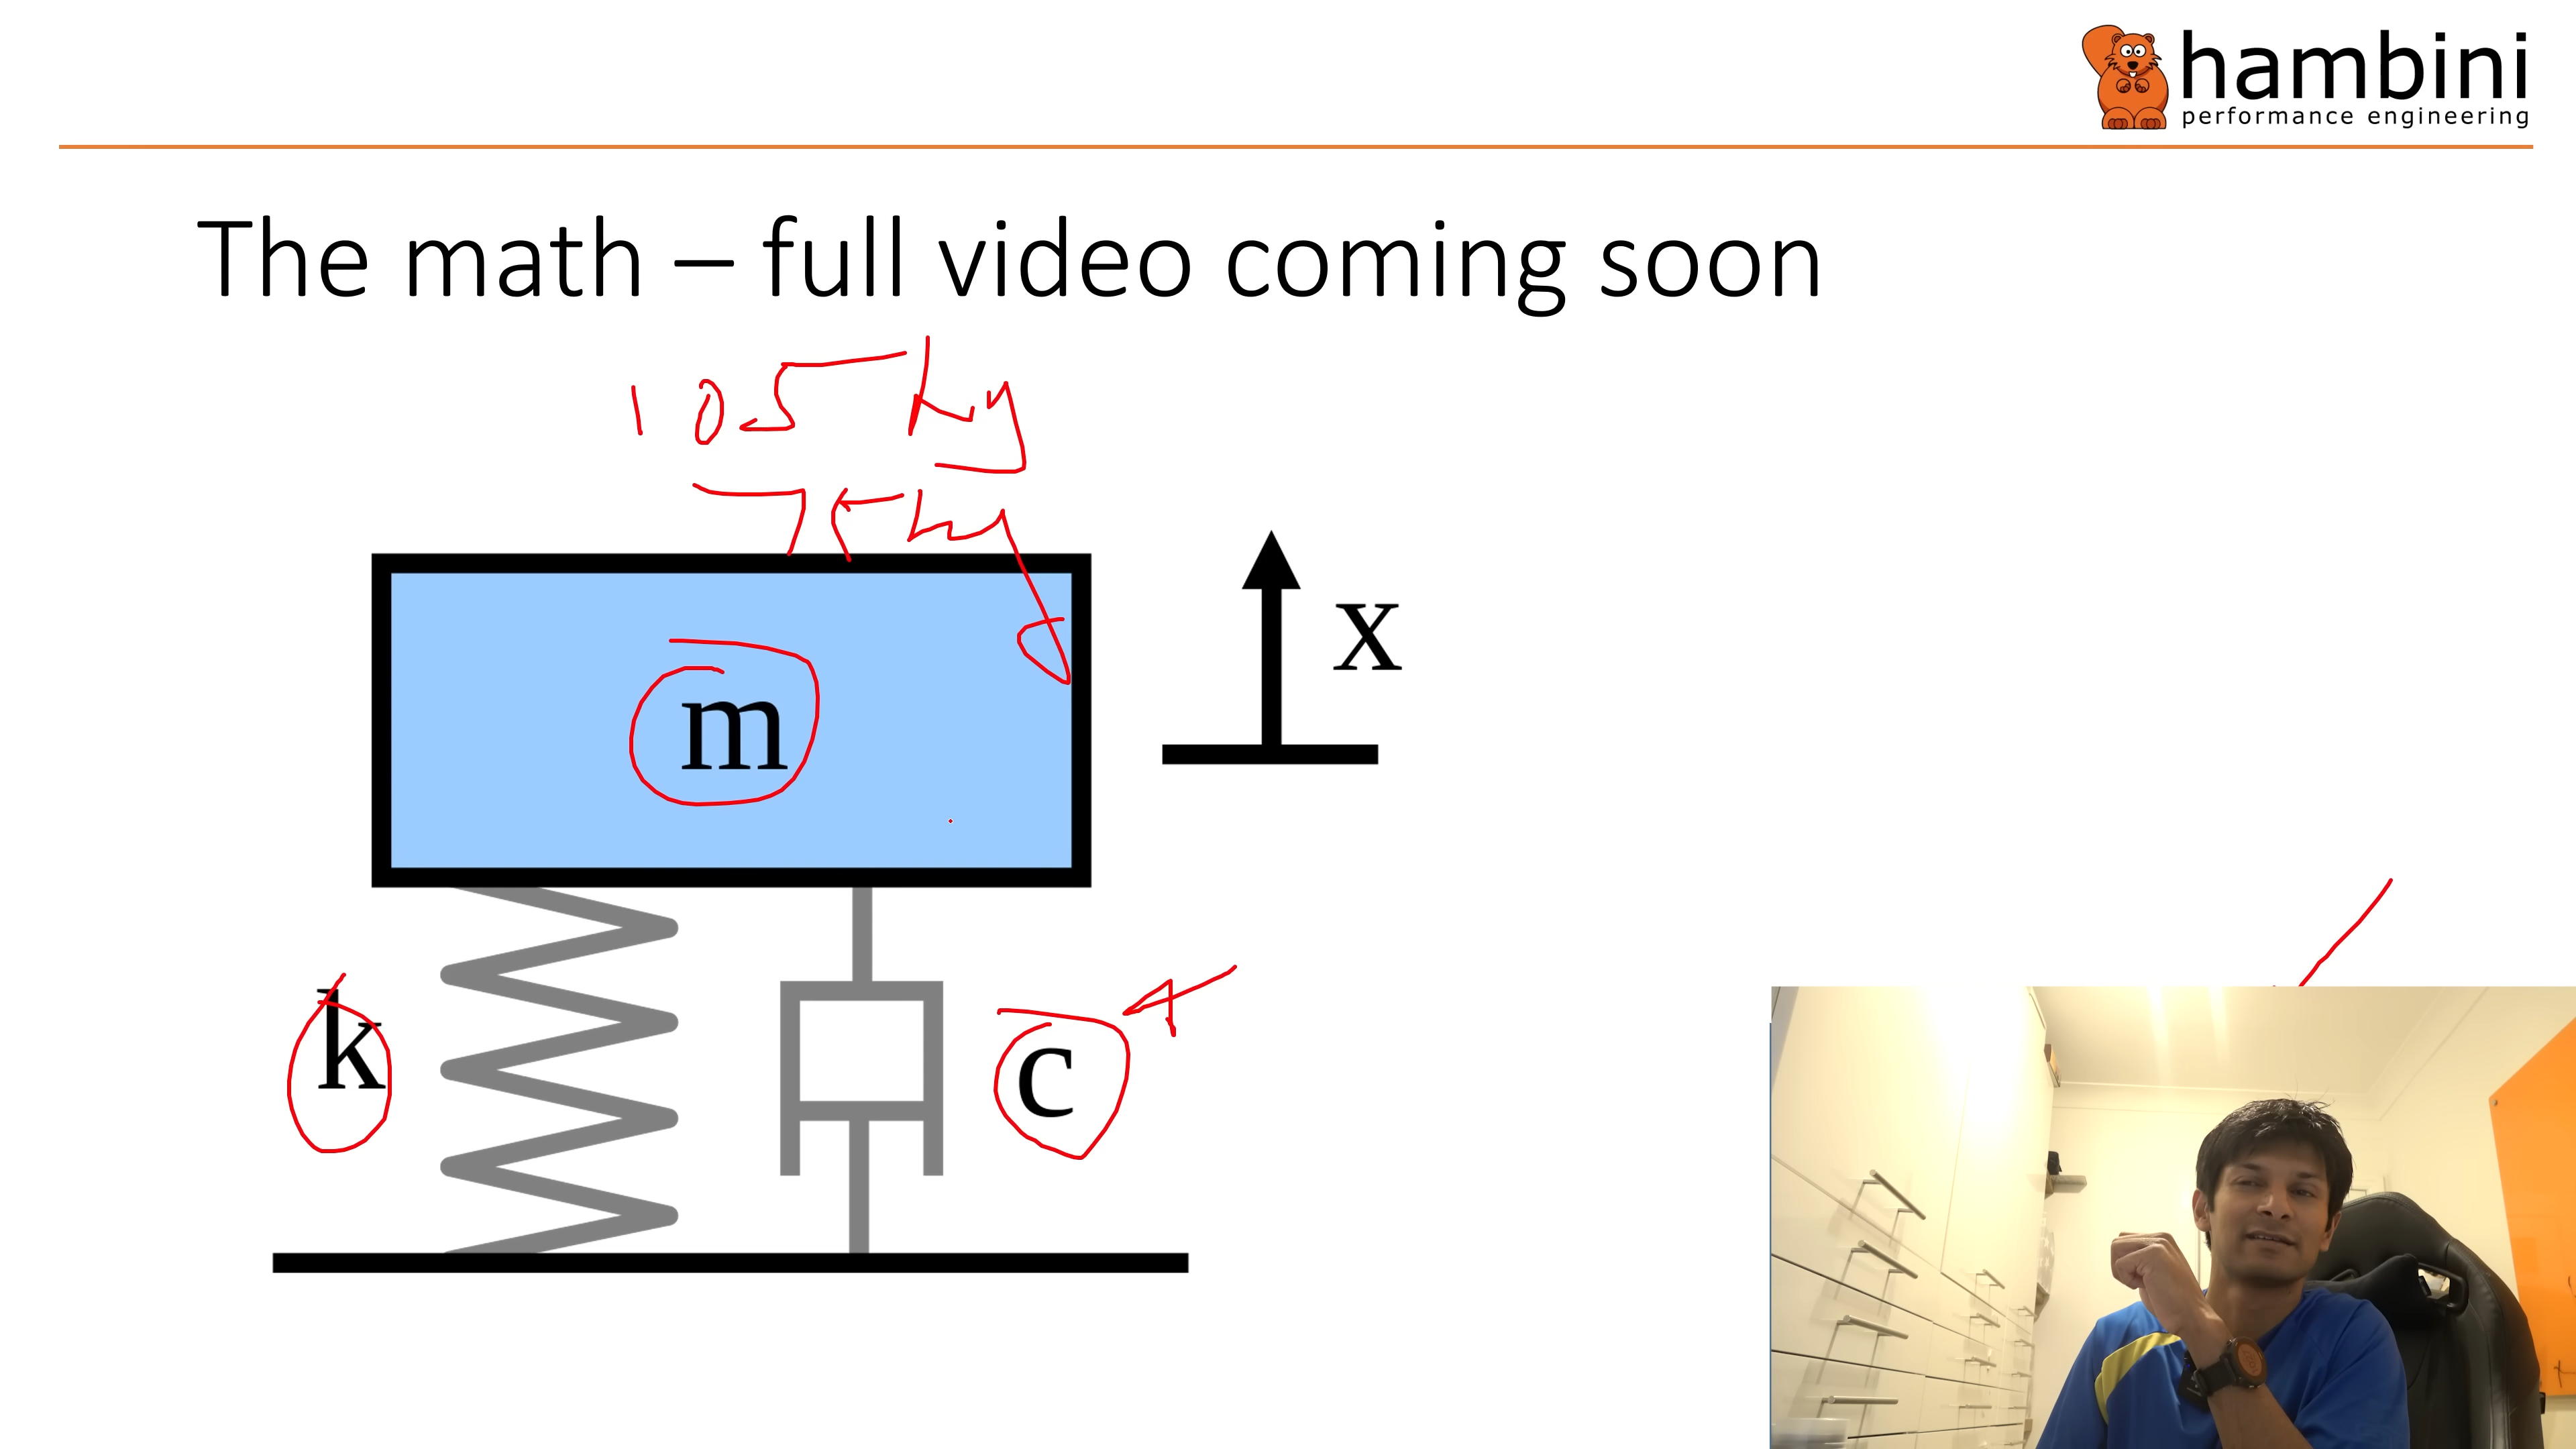 hambini
performance engineering
The math – full video coming soon
105 kg
75 kg
m
x
k
c